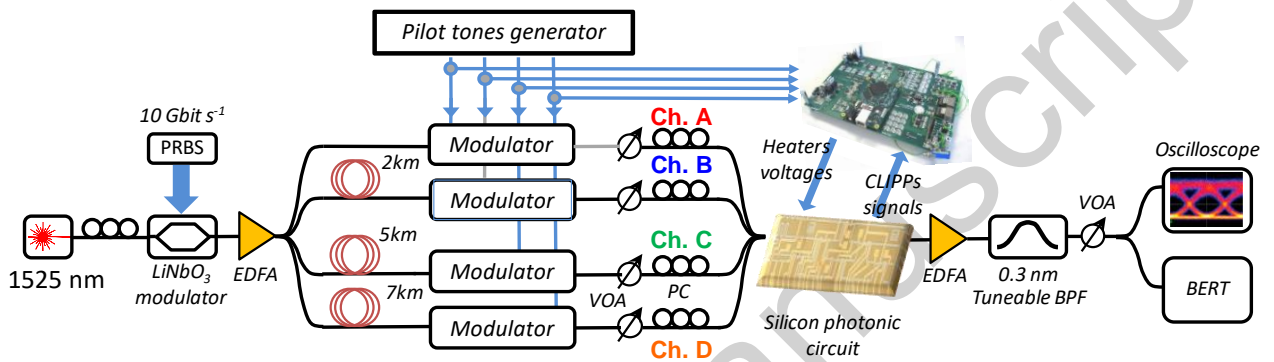 Pilot tones generator
10 Gbit s⁻¹
PRBS
1525 nm
LiNbO₃
modulator
EDFA
2km
5km
7km
Modulator
Modulator
Modulator
Modulator
VOA
Ch. A
Ch. B
Ch. C
PC
Ch. D
Heaters
voltages
CLIPPs
signals
Silicon photonic
circuit
EDFA
0.3 nm
Tuneable BPF
VOA
Oscilloscope
BERT